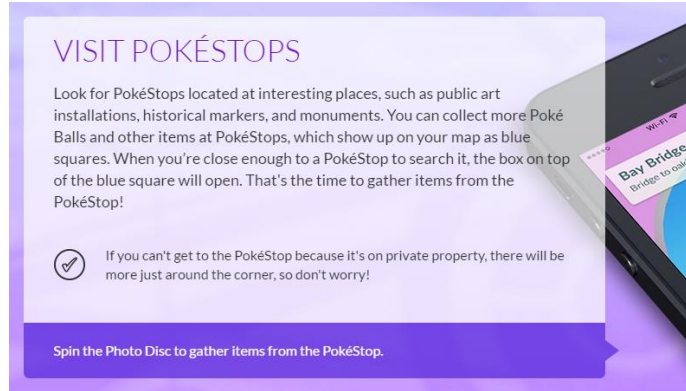 VISIT POKÉSTOPS
Look for PokéStops located at interesting places, such as public art
installations, historical markers, and monuments. You can collect more Poké
Balls and other items at PokéStops, which show up on your map as blue
squares. When you're close enough to a PokéStop to search it, the box on top
of the blue square will open. That's the time to gather items from the
PokéStop!
If you can't get to the PokéStop because it's on private property, there will be
more just around the corner, so don't worry!
Spin the Photo Disc to gather items from the PokéStop.
Wi-Fi
Bay Bridge
Bridge to oak